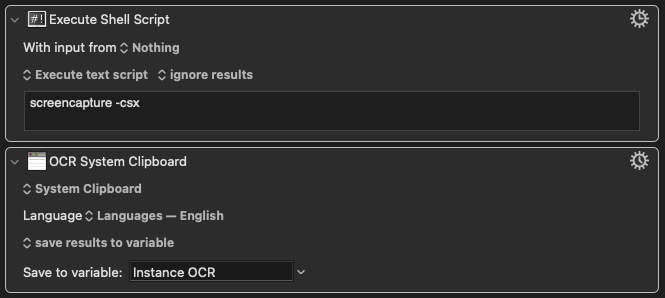 #! Execute Shell Script
With input from Nothing
Execute text script ignore results
screencapture -csx
OCR System Clipboard
System Clipboard
Language Languages — English
save results to variable
Save to variable: Instance OCR